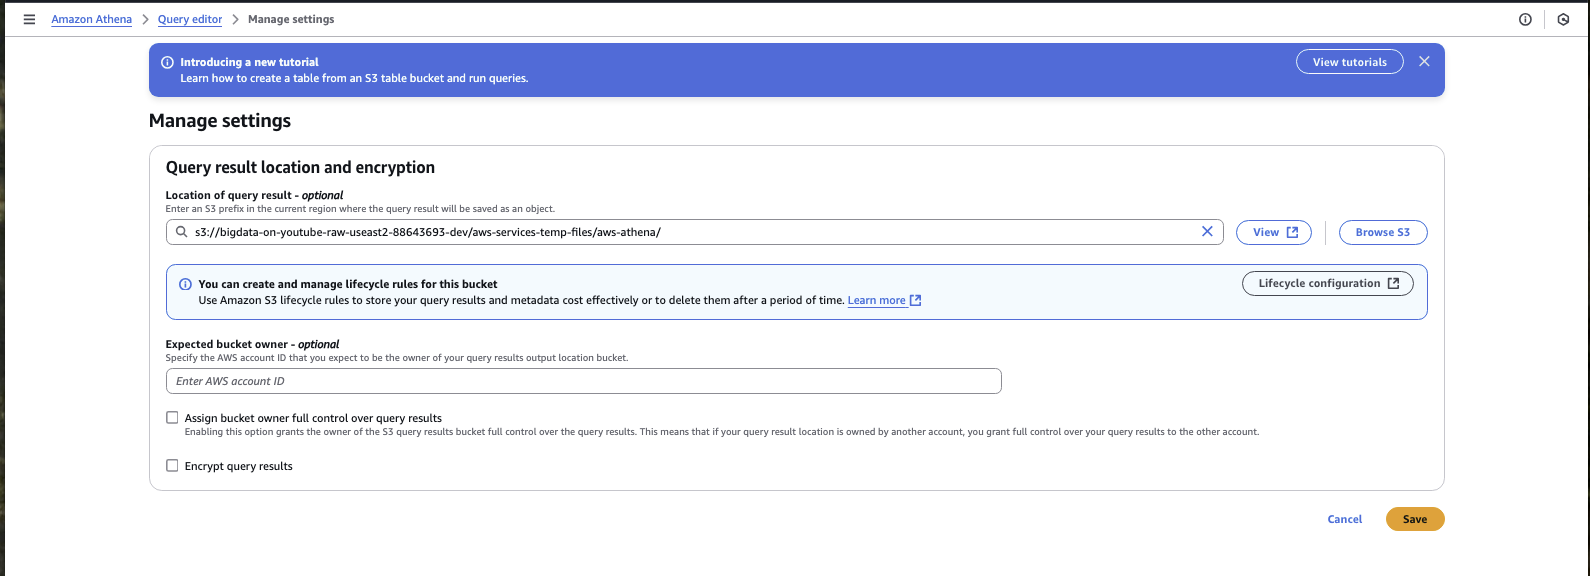 Amazon Athena > Query editor > Manage settings
Introducing a new tutorial
Learn how to create a table from an S3 table bucket and run queries.
View tutorials
Manage settings
Query result location and encryption
Location of query result - optional
Enter an S3 prefix in the current region where the query result will be saved as an object.
s3://bigdata-on-youtube-raw-useast2-88643693-dev/aws-services-temp-files/aws-athena/
View
Browse S3
You can create and manage lifecycle rules for this bucket
Use Amazon S3 lifecycle rules to store your query results and metadata cost effectively or to delete them after a period of time. Learn more
Lifecycle configuration
Expected bucket owner - optional
Specify the AWS account ID that you expect to be the owner of your query results output location bucket.
Enter AWS account ID
Assign bucket owner full control over query results
Enabling this option grants the owner of the S3 query results bucket full control over the query results. This means that if your query result location is owned by another account, you grant full control over your query results to the other account.
Encrypt query results
Cancel
Save